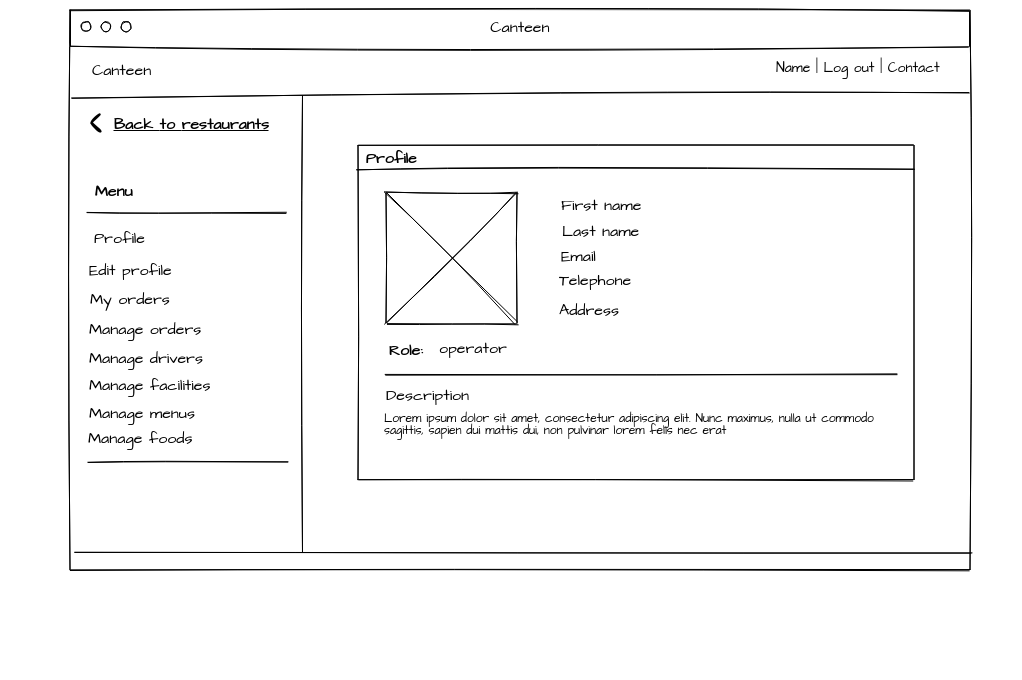 Canteen
Canteen
Name | Log out | Contact
Back to restaurants
Menu
Profile
Edit profile
My orders
Manage orders
Manage drivers
Manage facilities
Manage menus
Manage foods
Profile
First name
Last name
Email
Telephone
Address
Role: operator
Description
Lorem ipsum dolor sit amet, consectetur adipiscing elit. Nunc maximus, nulla ut commodo
sagittis, sapien dui mattis dui, non pulvinar lorem felis nec erat